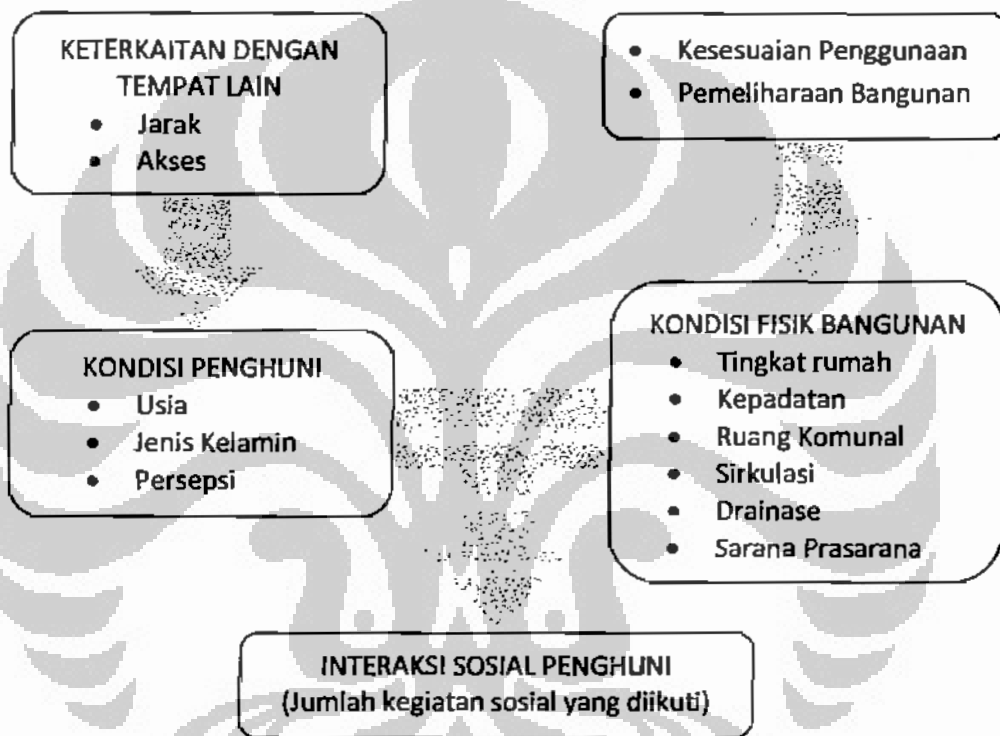 KETERKAITAN DENGAN
TEMPAT LAIN
• Jarak
• Akses
• Kesesuaian Penggunaan
• Pemeliharaan Bangunan
KONDISI PENGHUNI
• Usia
• Jenis Kelamin
• Persepsi
KONDISI FISIK BANGUNAN
• Tingkat rumah
• Kepadatan
• Ruang Komunal
• Sirkulasi
• Drainase
• Sarana Prasarana
INTERAKSI SOSIAL PENGHUNI
(Jumlah kegiatan sosial yang diikuti)